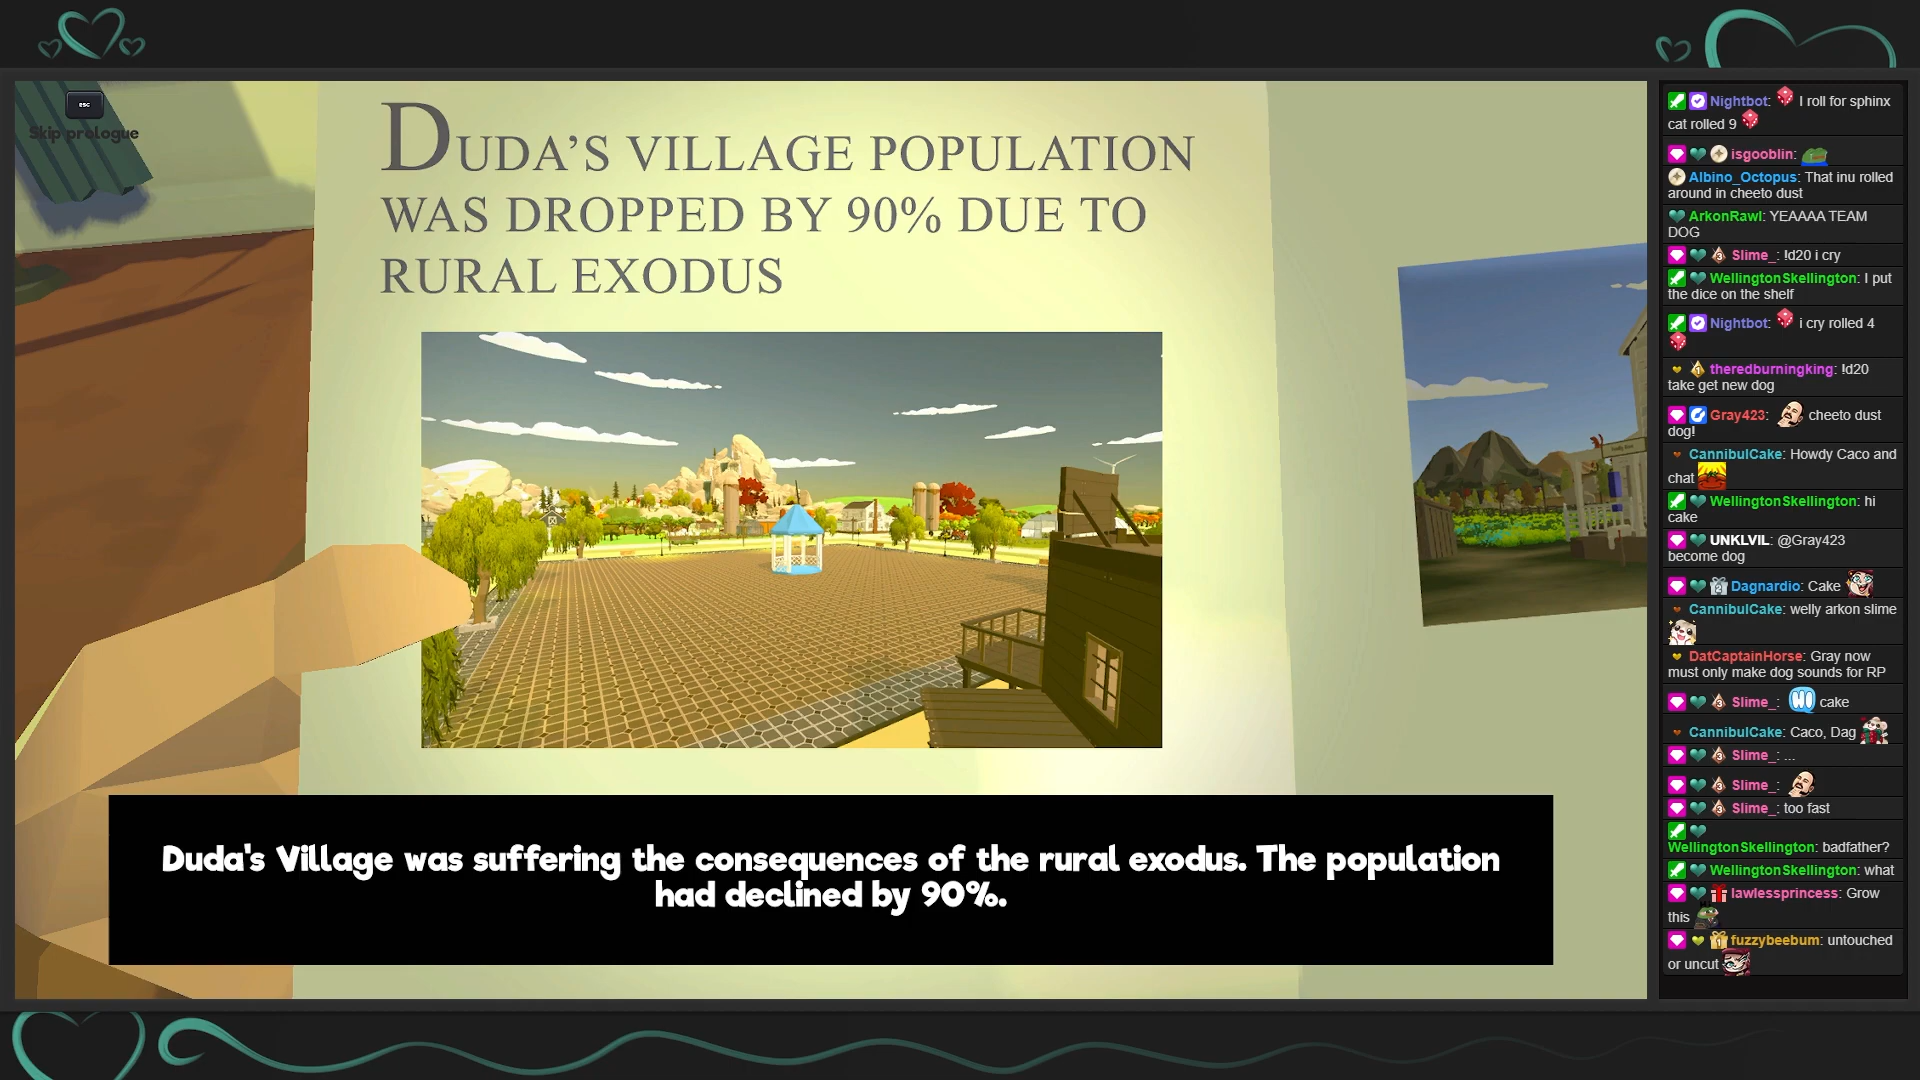 esc
Skip prologue
DUDA'S VILLAGE POPULATION
WAS DROPPED BY 90% DUE TO
RURAL EXODUS
Duda's Village was suffering the consequences of the rural exodus. The population
had declined by 90%.
Nightbot: I roll for sphinx
cat rolled 9
isgooblin:
Albino_Octopus: That inu rolled
around in cheeto dust
ArkonRawl: YEAAAA TEAM
DOG
Slime_: !d20 i cry
WellingtonSkellington: I put
the dice on the shelf
Nightbot: i cry rolled 4
theredburningking: !d20
take get new dog
Gray423: cheeto dust
dog!
CannibulCake: Howdy Caco and
chat
WellingtonSkellington: hi
cake
UNKLVIL: @Gray423
become dog
Dagnardio: Cake
CannibulCake: welly arkon slime
DatCaptainHorse: Gray now
must only make dog sounds for RP
Slime_: HI cake
CannibulCake: Caco, Dag
Slime_: ...
Slime_:
Slime_: too fast
WellingtonSkellington: badfather?
WellingtonSkellington: what
lawlessprincess: Grow
this
fuzzybeebum: untouched
or uncut